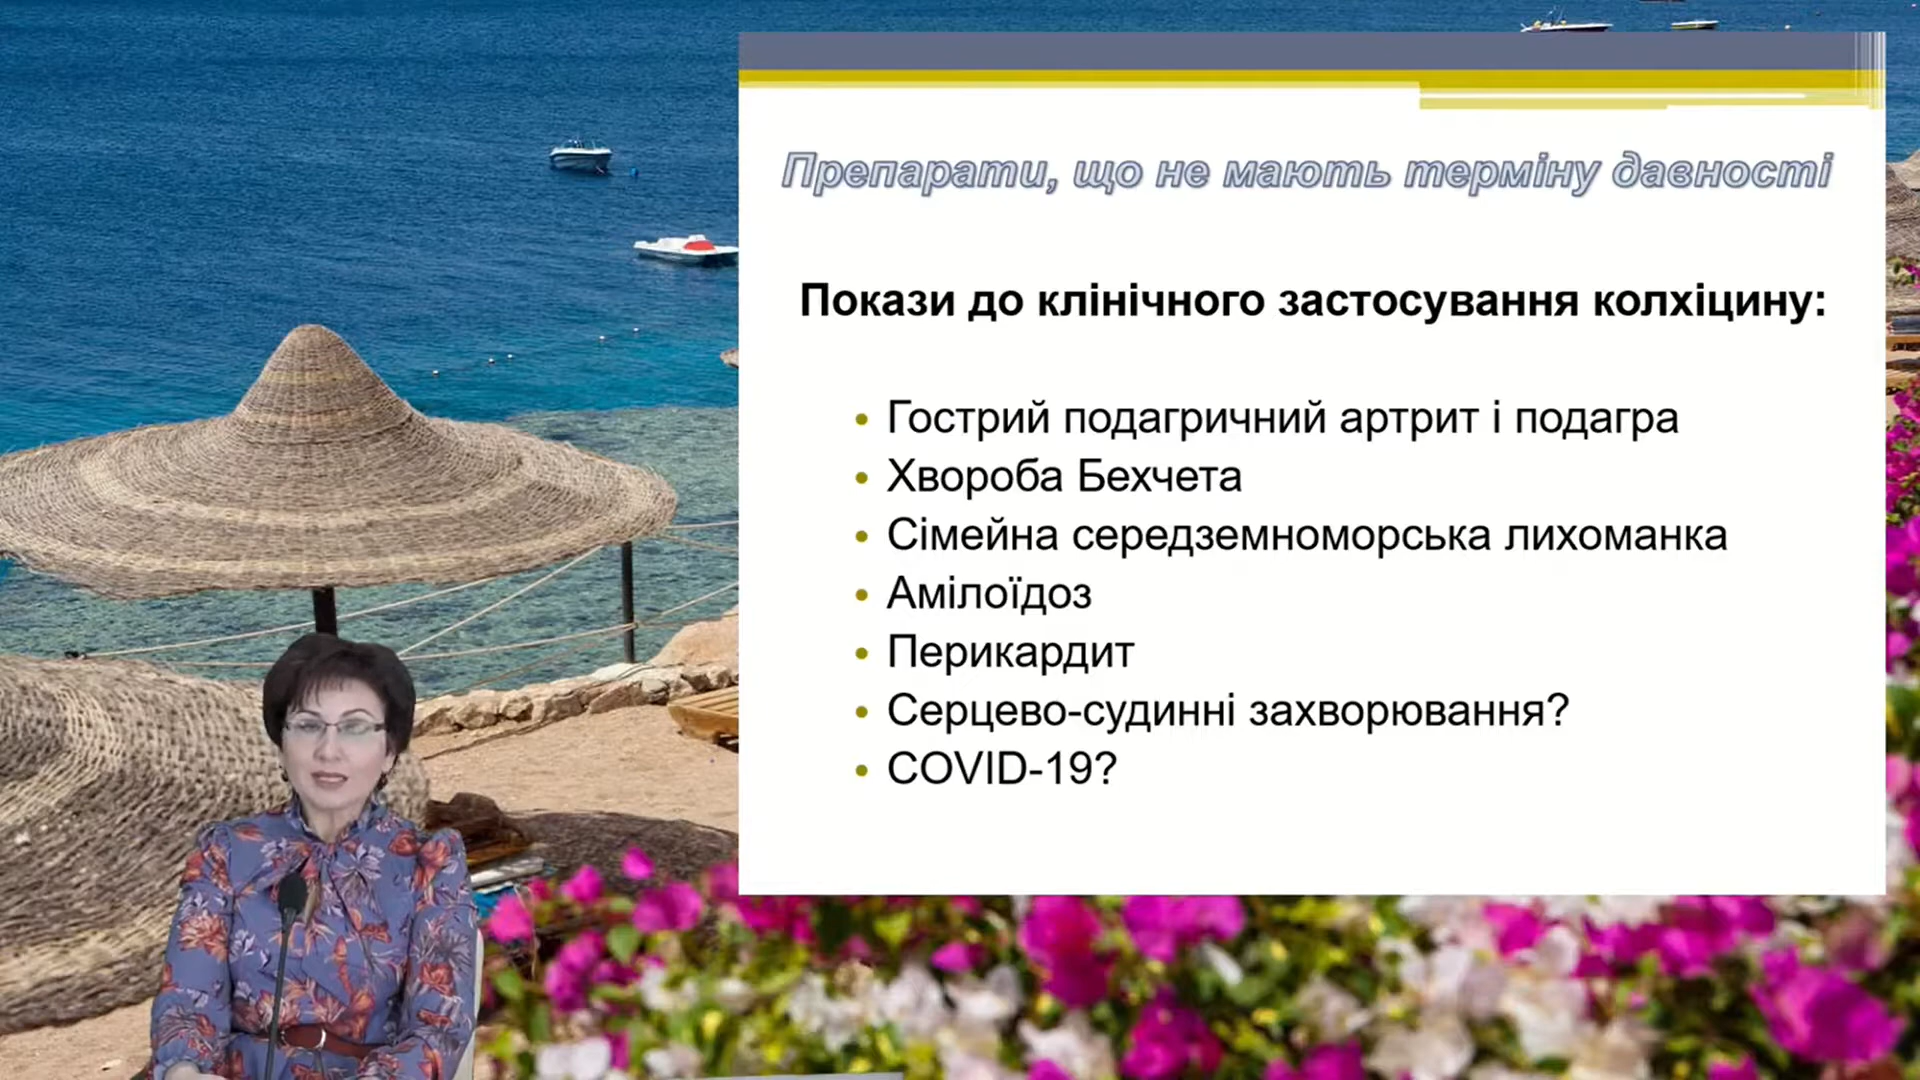 Препарати, що не мають терміну давності
Покази до клінічного застосування колхіцину:
• Гострий подагричний артрит і подагра
• Хвороба Бехчета
• Сімейна середземноморська лихоманка
• Амілоїдоз
• Перикардит
• Серцево-судинні захворювання?
• COVID-19?